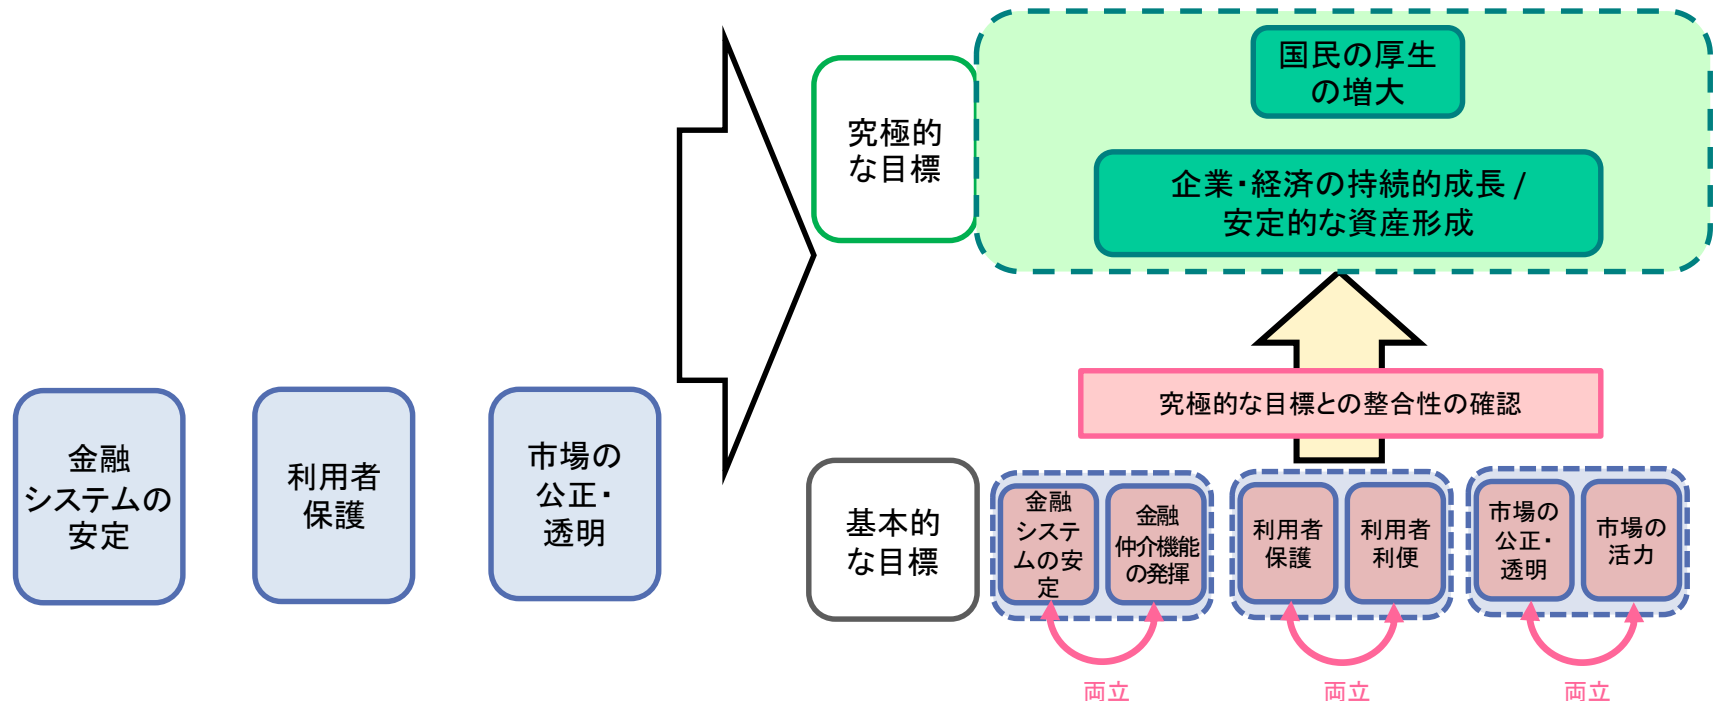 金融
システムの
安定
利用者
保護
市場の
公正・
透明
究極的
な目標
国民の厚生
の増大
企業・経済の持続的成長 /
安定的な資産形成
究極的な目標との整合性の確認
基本的
な目標
金融
システ
ムの安
定
金融
仲介機能
の発揮
利用者
保護
利用者
利便
市場の
公正・
透明
市場の
活力
両立
両立
両立